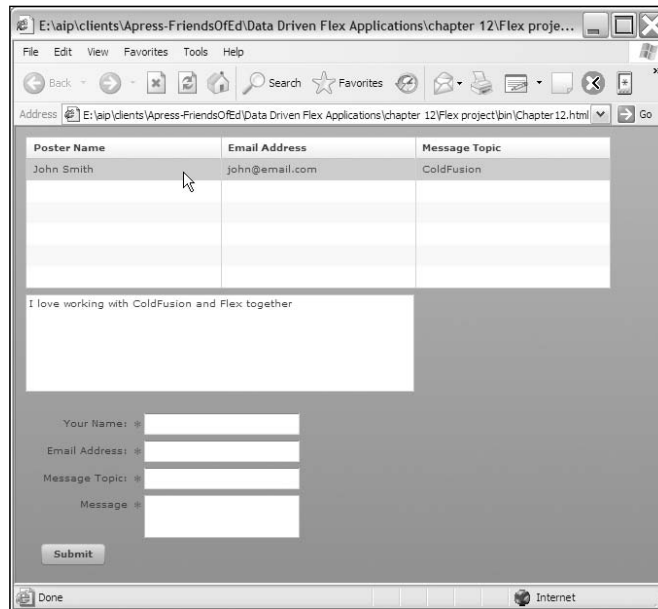 E:\aip\clients\Apress-FriendsOfEd\Data Driven Flex Applications\chapter 12\Flex proje...
File Edit View Favorites Tools Help
Back Search Favorites
Address E:\aip\clients\Apress-FriendsOfEd\Data Driven Flex Applications\chapter 12\Flex project\bin\Chapter12.html Go
Poster Name Email Address Message Topic
John Smith john@email.com ColdFusion
I love working with ColdFusion and Flex together
Your Name: *
Email Address: *
Message Topic: *
Message *
Submit
Done Internet